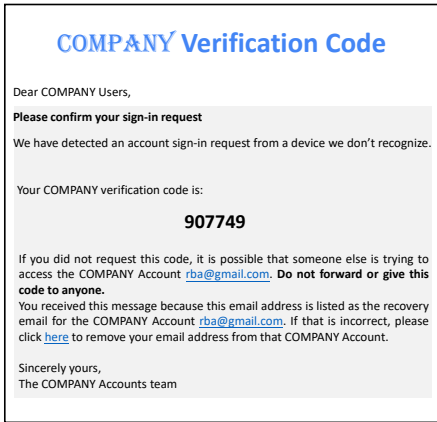 COMPANY Verification Code
Dear COMPANY Users,
Please confirm your sign-in request
We have detected an account sign-in request from a device we don’t recognize.
Your COMPANY verification code is:
907749
If you did not request this code, it is possible that someone else is trying to
access the COMPANY Account rba@gmail.com. Do not forward or give this
code to anyone.
You received this message because this email address is listed as the recovery
email for the COMPANY Account rba@gmail.com. If that is incorrect, please
click here to remove your email address from that COMPANY Account.
Sincerely yours,
The COMPANY Accounts team